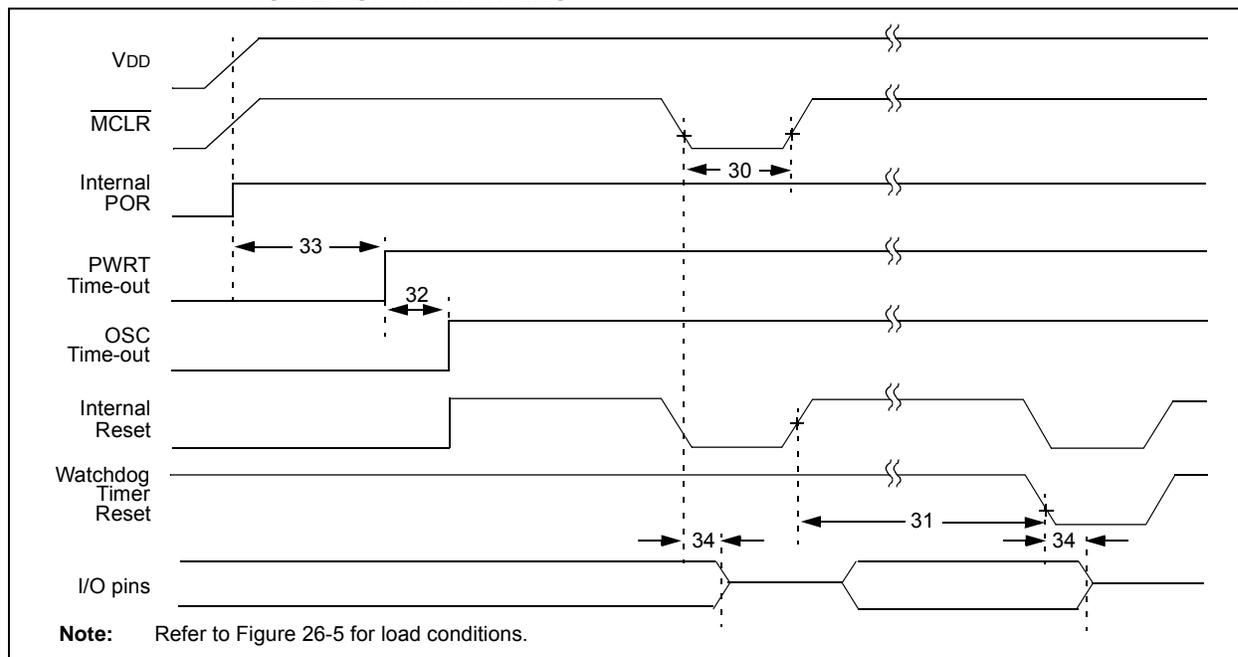 VDD
MCLR
30
Internal
POR
33
PWRT
Time-out
32
OSC
Time-out
Internal
Reset
Watchdog
Timer
Reset
31
34
34
I/O pins
Note: Refer to Figure 26-5 for load conditions.